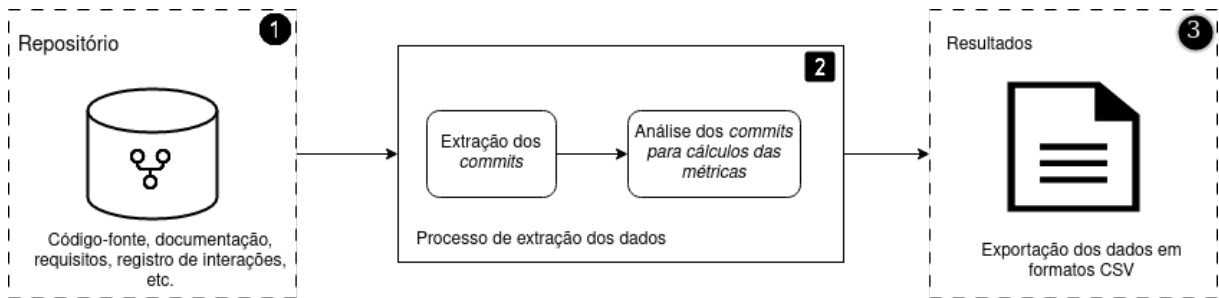 Repositório
1
Código-fonte, documentação,
requisitos, registro de interações,
etc.
2
Extração dos
commits
Análise dos commits
para cálculos das
métricas
Processo de extração dos dados
Resultados
3
Exportação dos dados em
formatos CSV